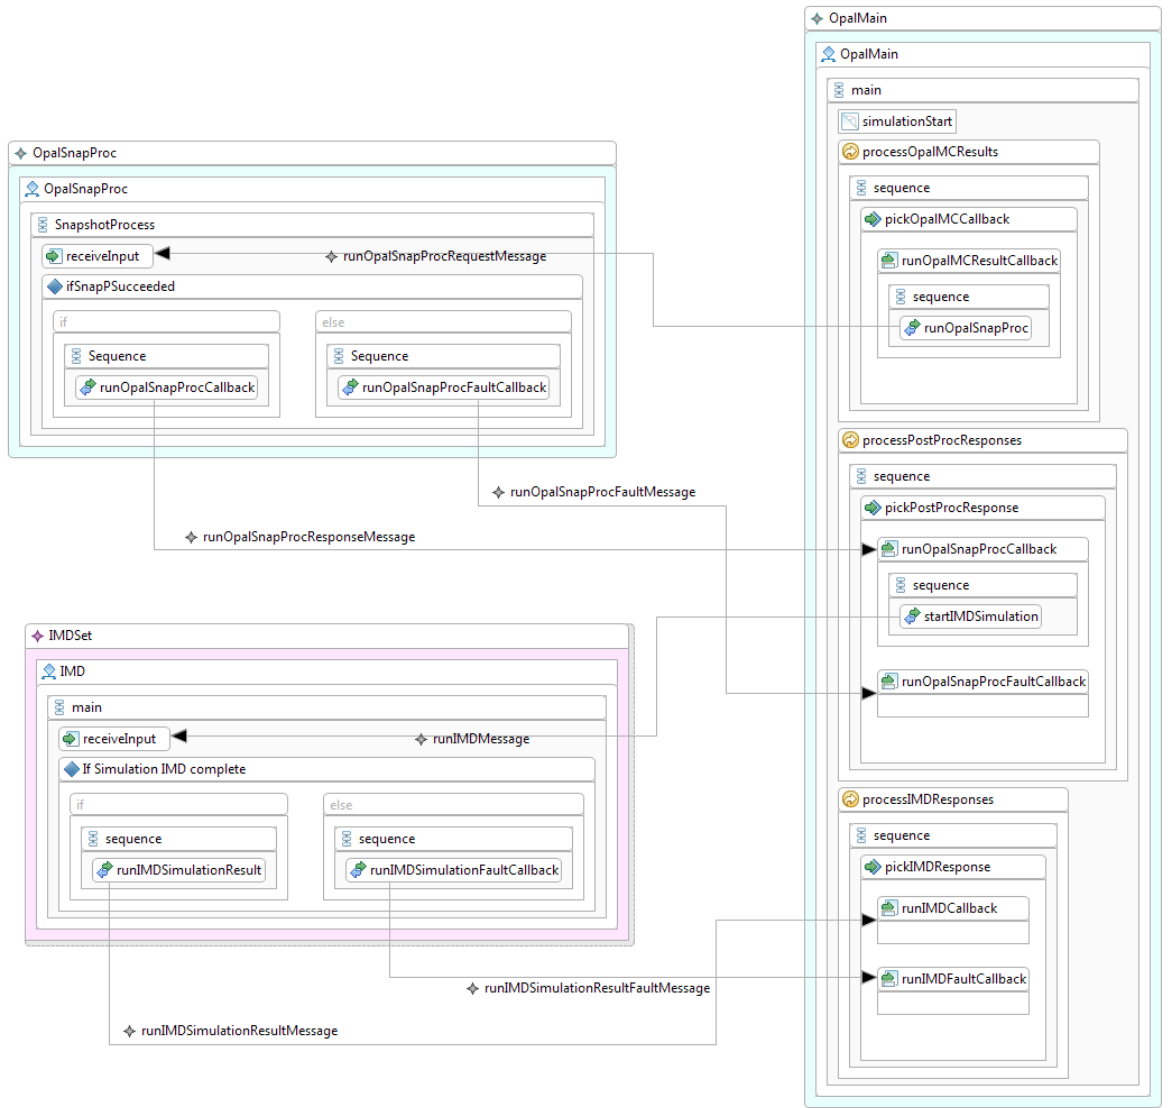 OpalMain
OpalMain
main
simulationStart
processOpalMCResults
sequence
pickOpalMCCallback
runOpalMCResultCallback
sequence
runOpalSnapProc
processPostProcResponses
sequence
pickPostProcResponse
runOpalSnapProcCallback
sequence
startIMDSimulation
runOpalSnapProcFaultCallback
processIMDResponses
sequence
pickIMDResponse
runIMDCallback
runIMDFaultCallback
OpalSnapProc
OpalSnapProc
SnapshotProcess
receiveInput
runOpalSnapProcRequestMessage
ifSnapPSucceeded
if
else
Sequence
Sequence
runOpalSnapProcCallback
runOpalSnapProcFaultCallback
runOpalSnapProcFaultMessage
runOpalSnapProcResponseMessage
IMDSet
IMD
main
receiveInput
runIMDMessage
If Simulation IMD complete
if
else
sequence
sequence
runIMDSimulationResult
runIMDSimulationFaultCallback
runIMDSimulationResultFaultMessage
runIMDSimulationResultMessage